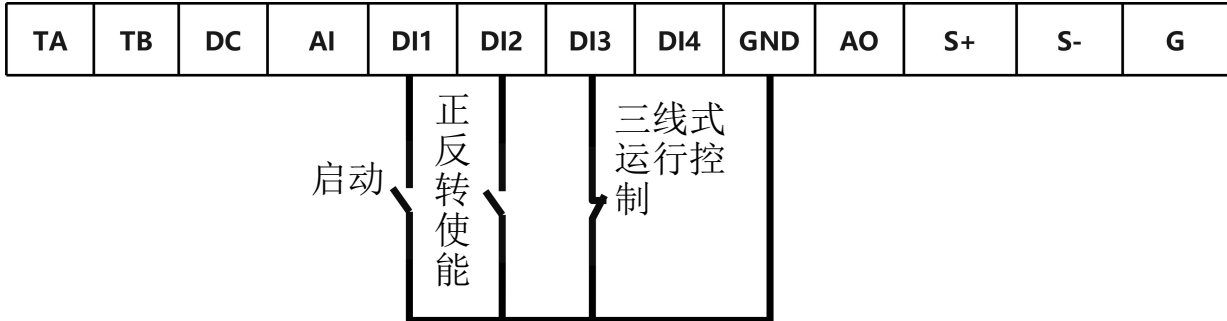 TA TB DC AI DI1 DI2 DI3 DI4 GND AO S+ S- G
启动
正反转使能
三线式
运行控
制